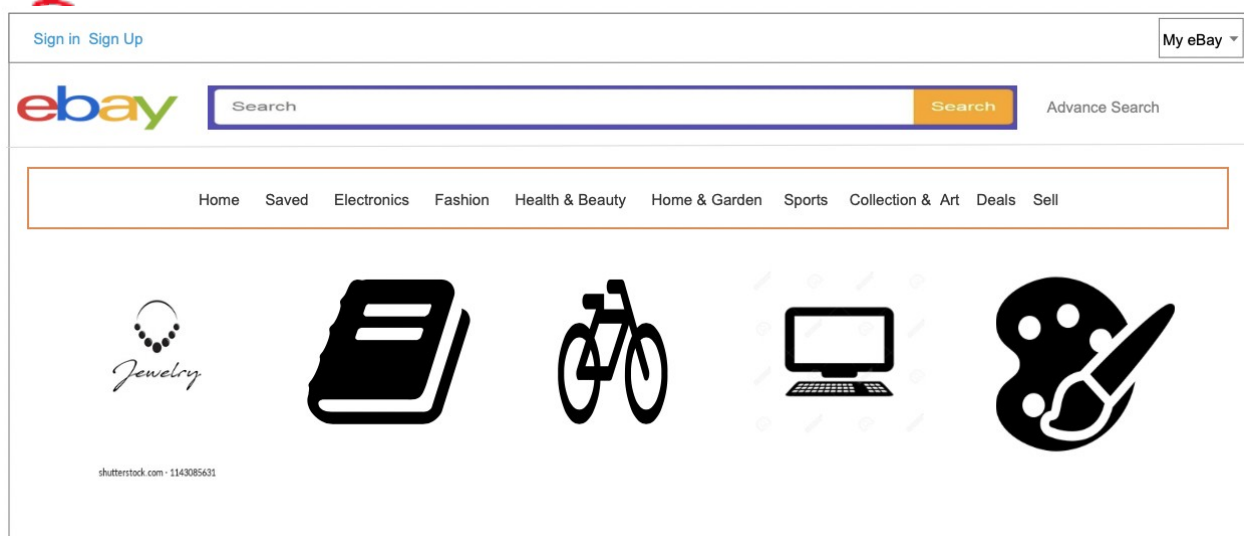 Sign in Sign Up My eBay
ebay Search Search Advance Search
Home Saved Electronics Fashion Health & Beauty Home & Garden Sports Collection & Art Deals Sell
Jewelry
shutterstock.com · 1143085631